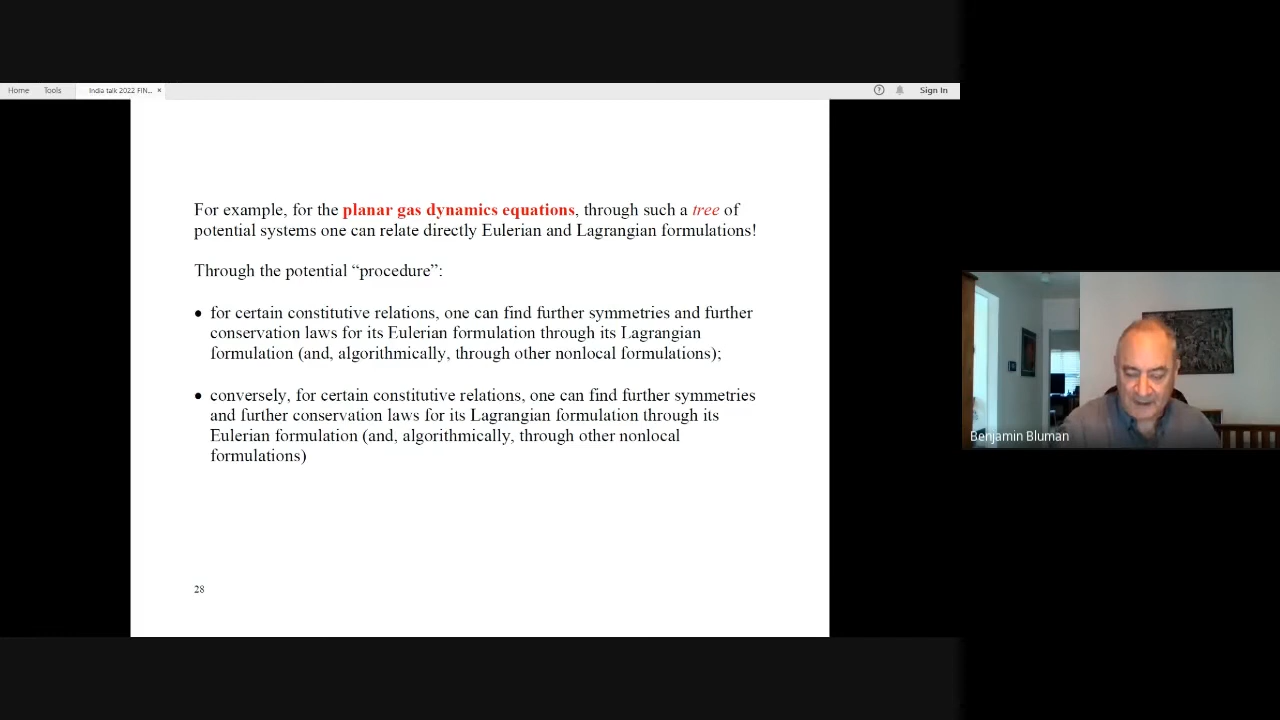 Home Tools India talk 2022 FIN... × ? Sign In
For example, for the planar gas dynamics equations, through such a tree of
potential systems one can relate directly Eulerian and Lagrangian formulations!
Through the potential “procedure”:
● for certain constitutive relations, one can find further symmetries and further
conservation laws for its Eulerian formulation through its Lagrangian
formulation (and, algorithmically, through other nonlocal formulations);
● conversely, for certain constitutive relations, one can find further symmetries
and further conservation laws for its Lagrangian formulation through its
Eulerian formulation (and, algorithmically, through other nonlocal
formulations)
28
Benjamin Bluman